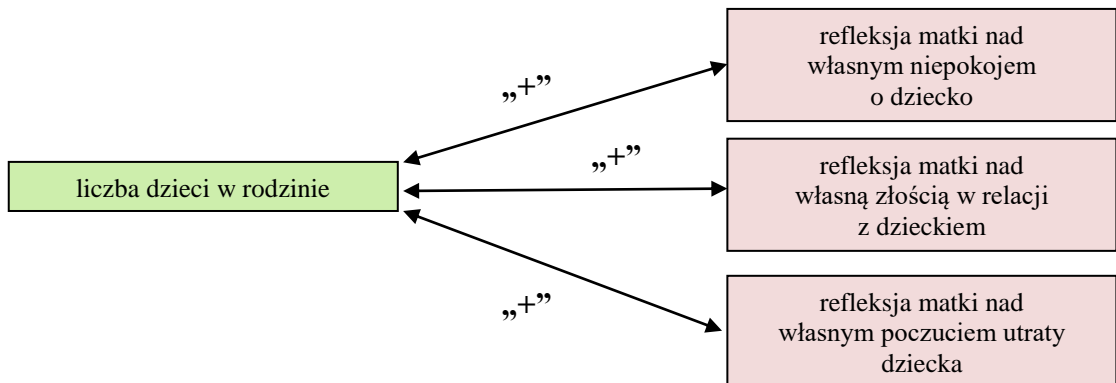 refleksja matki nad
własnym niepokojem
o dziecko
„+”
„+”
liczba dzieci w rodzinie
refleksja matki nad
własną złością w relacji
z dzieckiem
„+”
refleksja matki nad
własnym poczuciem utraty
dziecka